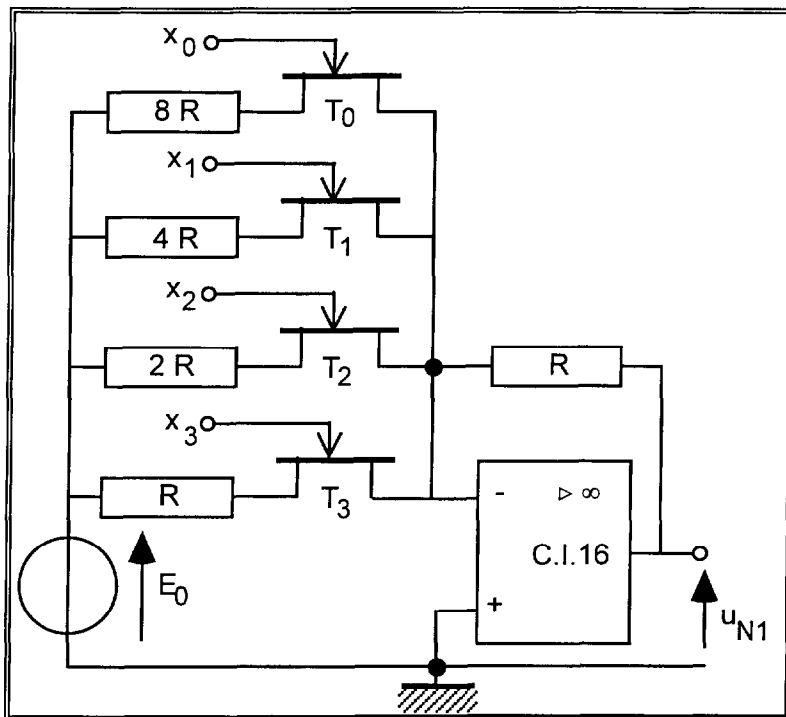 x0
8 R
T0
x1
4 R
T1
x2
2 R
T2
R
x3
R
T3
- ▷ ∞
C.I.16
+
E0
uN1